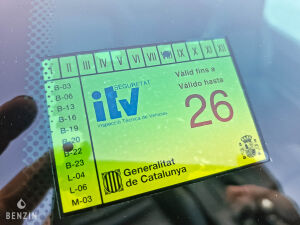 I II III IV V VI VII IX X XI XII
B-03
B-06
B-13
B-16
B-19
B-20
B-22
B-23
L-04
L-06
M-03
SEGURETAT
itv
Inspecció Tècnica de Vehicles
Vàlid fins a
Válido hasta
26
Generalitat
de Catalunya
BENZIN